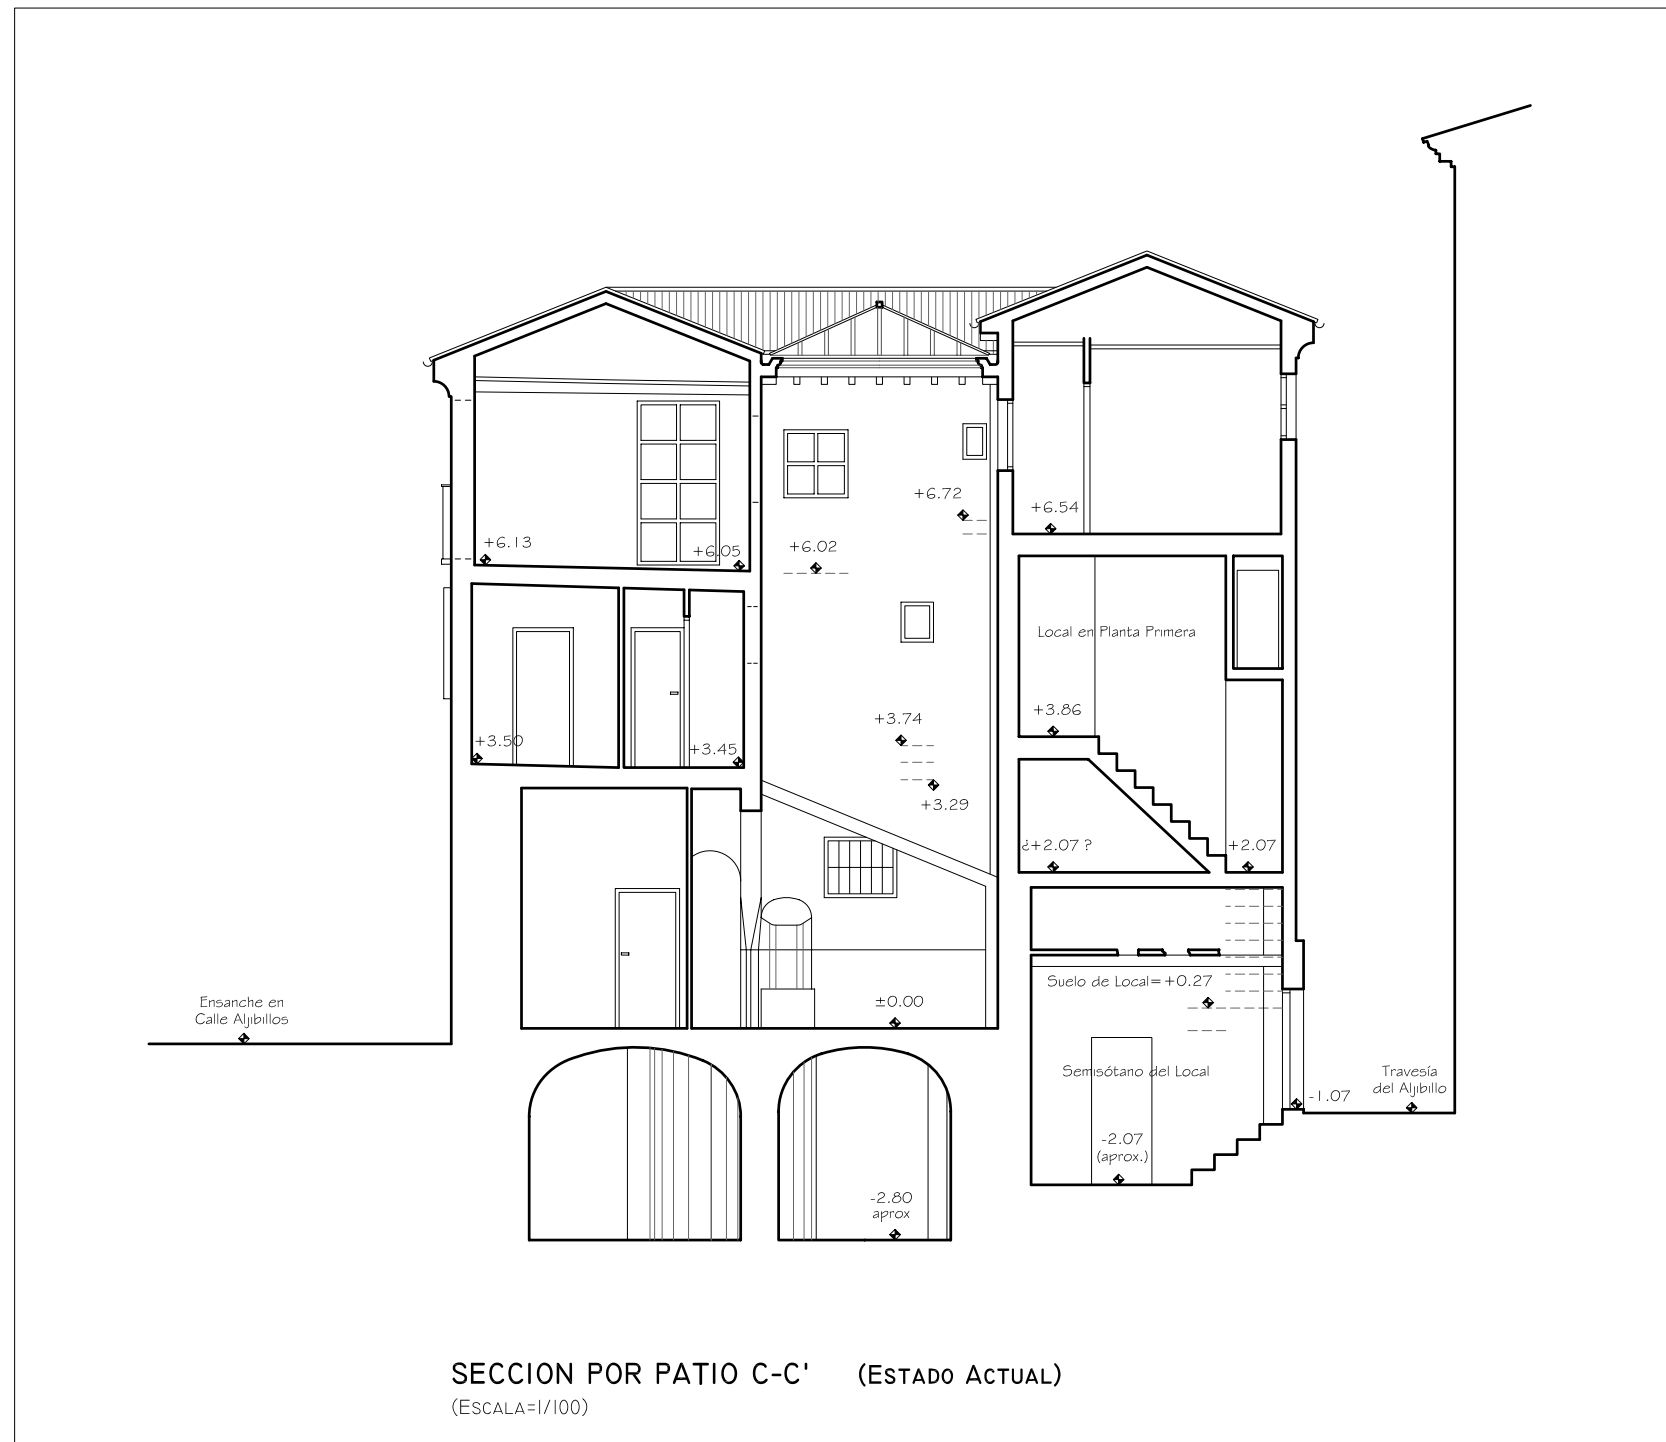 +6.72
+6.54
+6.13
+6.05
+6.02
Local en Planta Primera
+3.86
+3.74
+3.50
+3.45
+3.29
¿+2.07 ?
+2.07
Suelo de Local=+0.27
±0.00
Ensanche en
Calle Aljibillos
Semisótano del Local
Travesía
del Aljibillo
-1.07
-2.07
(aprox.)
-2.80
aprox
SECCION POR PATIO C-C' (ESTADO ACTUAL)
(ESCALA=1/100)